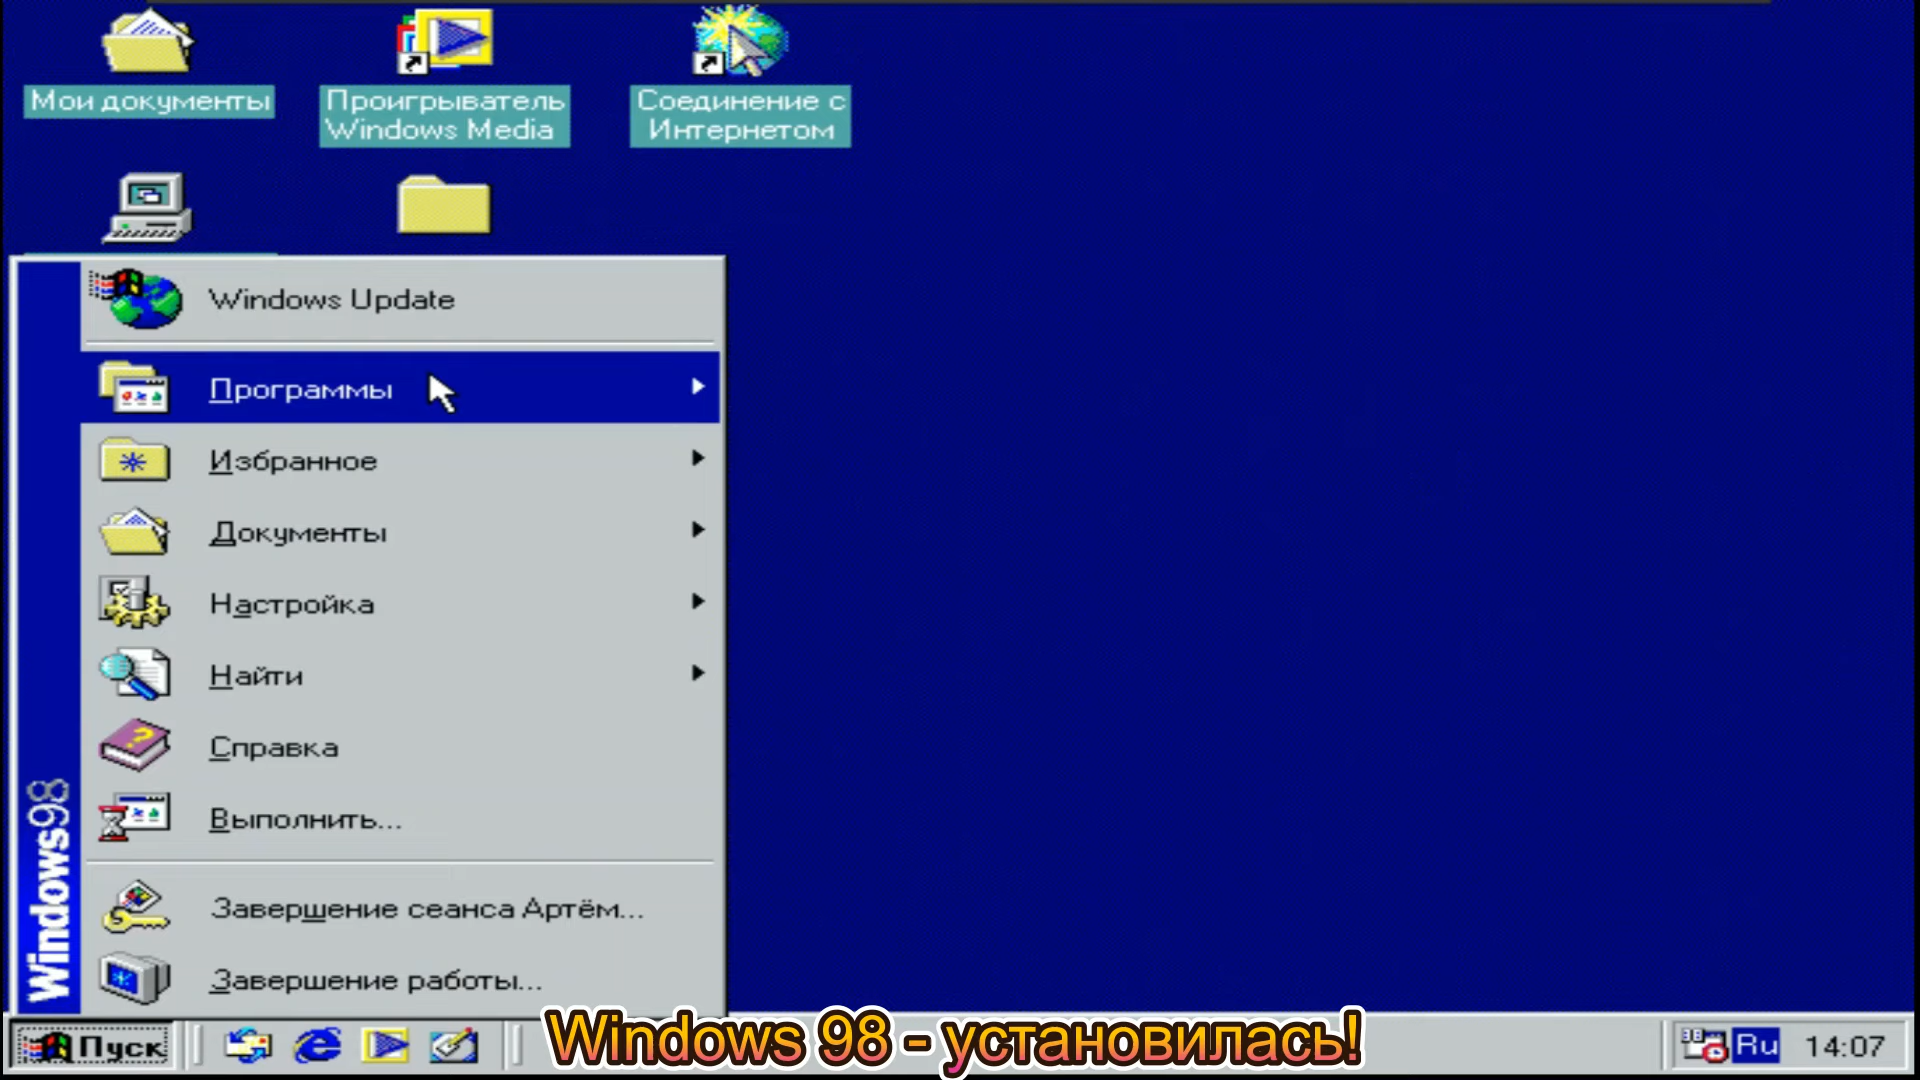 Мои документы
Проигрыватель
Windows Media
Соединение с
Интернетом
Windows Update
Программы
Избранное
Документы
Настройка
Найти
Справка
Выполнить...
Завершение сеанса Артём...
Завершение работы...
Windows98
Пуск
Windows 98 - установилась!
Ru
14:07